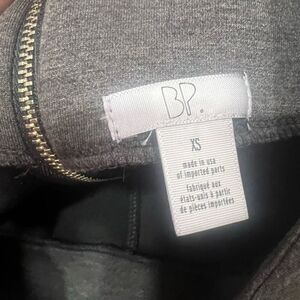 BP.
XS
made in usa
of imported parts
fabriqué aux
états-unis à partir
de pièces importées